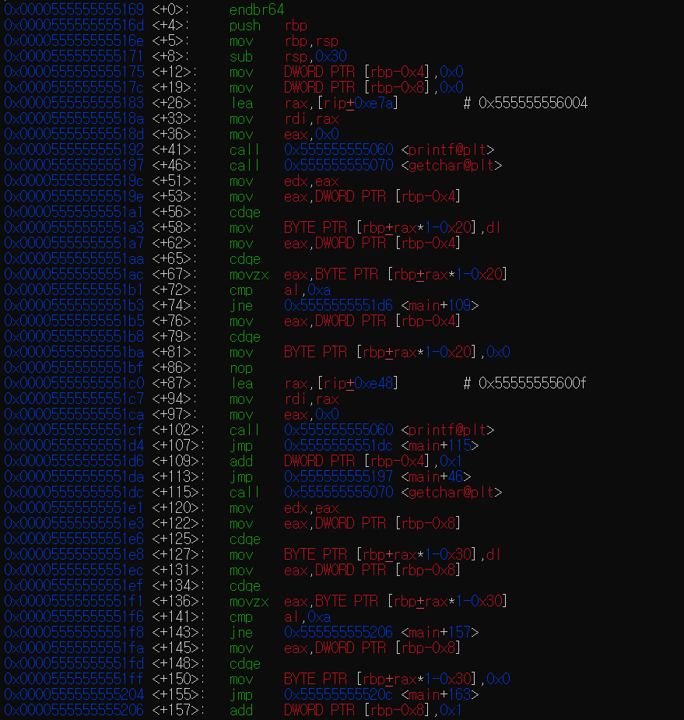 0x0000555555555169 <+0>: endbr64
0x000055555555516d <+4>: push rbp
0x000055555555516e <+5>: mov rbp,rsp
0x0000555555555171 <+8>: sub rsp,0x30
0x0000555555555175 <+12>: mov DWORD PTR [rbp-0x4],0x0
0x000055555555517c <+19>: mov DWORD PTR [rbp-0x8],0x0
0x0000555555555183 <+26>: lea rax,[rip+0xe7a] # 0x555555556004
0x000055555555518a <+33>: mov rdi,rax
0x000055555555518d <+36>: mov eax,0x0
0x0000555555555192 <+41>: call 0x555555555060 <printf@plt>
0x0000555555555197 <+46>: call 0x555555555070 <getchar@plt>
0x000055555555519c <+51>: mov edx,eax
0x000055555555519e <+53>: mov eax,DWORD PTR [rbp-0x4]
0x00005555555551a1 <+56>: cdqe
0x00005555555551a3 <+58>: mov BYTE PTR [rbp+rax*1-0x20],dl
0x00005555555551a7 <+62>: mov eax,DWORD PTR [rbp-0x4]
0x00005555555551aa <+65>: cdqe
0x00005555555551ac <+67>: movzx eax,BYTE PTR [rbp+rax*1-0x20]
0x00005555555551b1 <+72>: cmp al,0xa
0x00005555555551b3 <+74>: jne 0x5555555551d6 <main+109>
0x00005555555551b5 <+76>: mov eax,DWORD PTR [rbp-0x4]
0x00005555555551b8 <+79>: cdqe
0x00005555555551ba <+81>: mov BYTE PTR [rbp+rax*1-0x20],0x0
0x00005555555551bf <+86>: nop
0x00005555555551c0 <+87>: lea rax,[rip+0xe48] # 0x55555555600f
0x00005555555551c7 <+94>: mov rdi,rax
0x00005555555551ca <+97>: mov eax,0x0
0x00005555555551cf <+102>: call 0x555555555060 <printf@plt>
0x00005555555551d4 <+107>: jmp 0x5555555551dc <main+115>
0x00005555555551d6 <+109>: add DWORD PTR [rbp-0x4],0x1
0x00005555555551da <+113>: jmp 0x555555555197 <main+46>
0x00005555555551dc <+115>: call 0x555555555070 <getchar@plt>
0x00005555555551e1 <+120>: mov edx,eax
0x00005555555551e3 <+122>: mov eax,DWORD PTR [rbp-0x8]
0x00005555555551e6 <+125>: cdqe
0x00005555555551e8 <+127>: mov BYTE PTR [rbp+rax*1-0x30],dl
0x00005555555551ec <+131>: mov eax,DWORD PTR [rbp-0x8]
0x00005555555551ef <+134>: cdqe
0x00005555555551f1 <+136>: movzx eax,BYTE PTR [rbp+rax*1-0x30]
0x00005555555551f6 <+141>: cmp al,0xa
0x00005555555551f8 <+143>: jne 0x555555555206 <main+157>
0x00005555555551fa <+145>: mov eax,DWORD PTR [rbp-0x8]
0x00005555555551fd <+148>: cdqe
0x00005555555551ff <+150>: mov BYTE PTR [rbp+rax*1-0x30],0x0
0x0000555555555204 <+155>: jmp 0x55555555520c <main+163>
0x0000555555555206 <+157>: add DWORD PTR [rbp-0x8],0x1